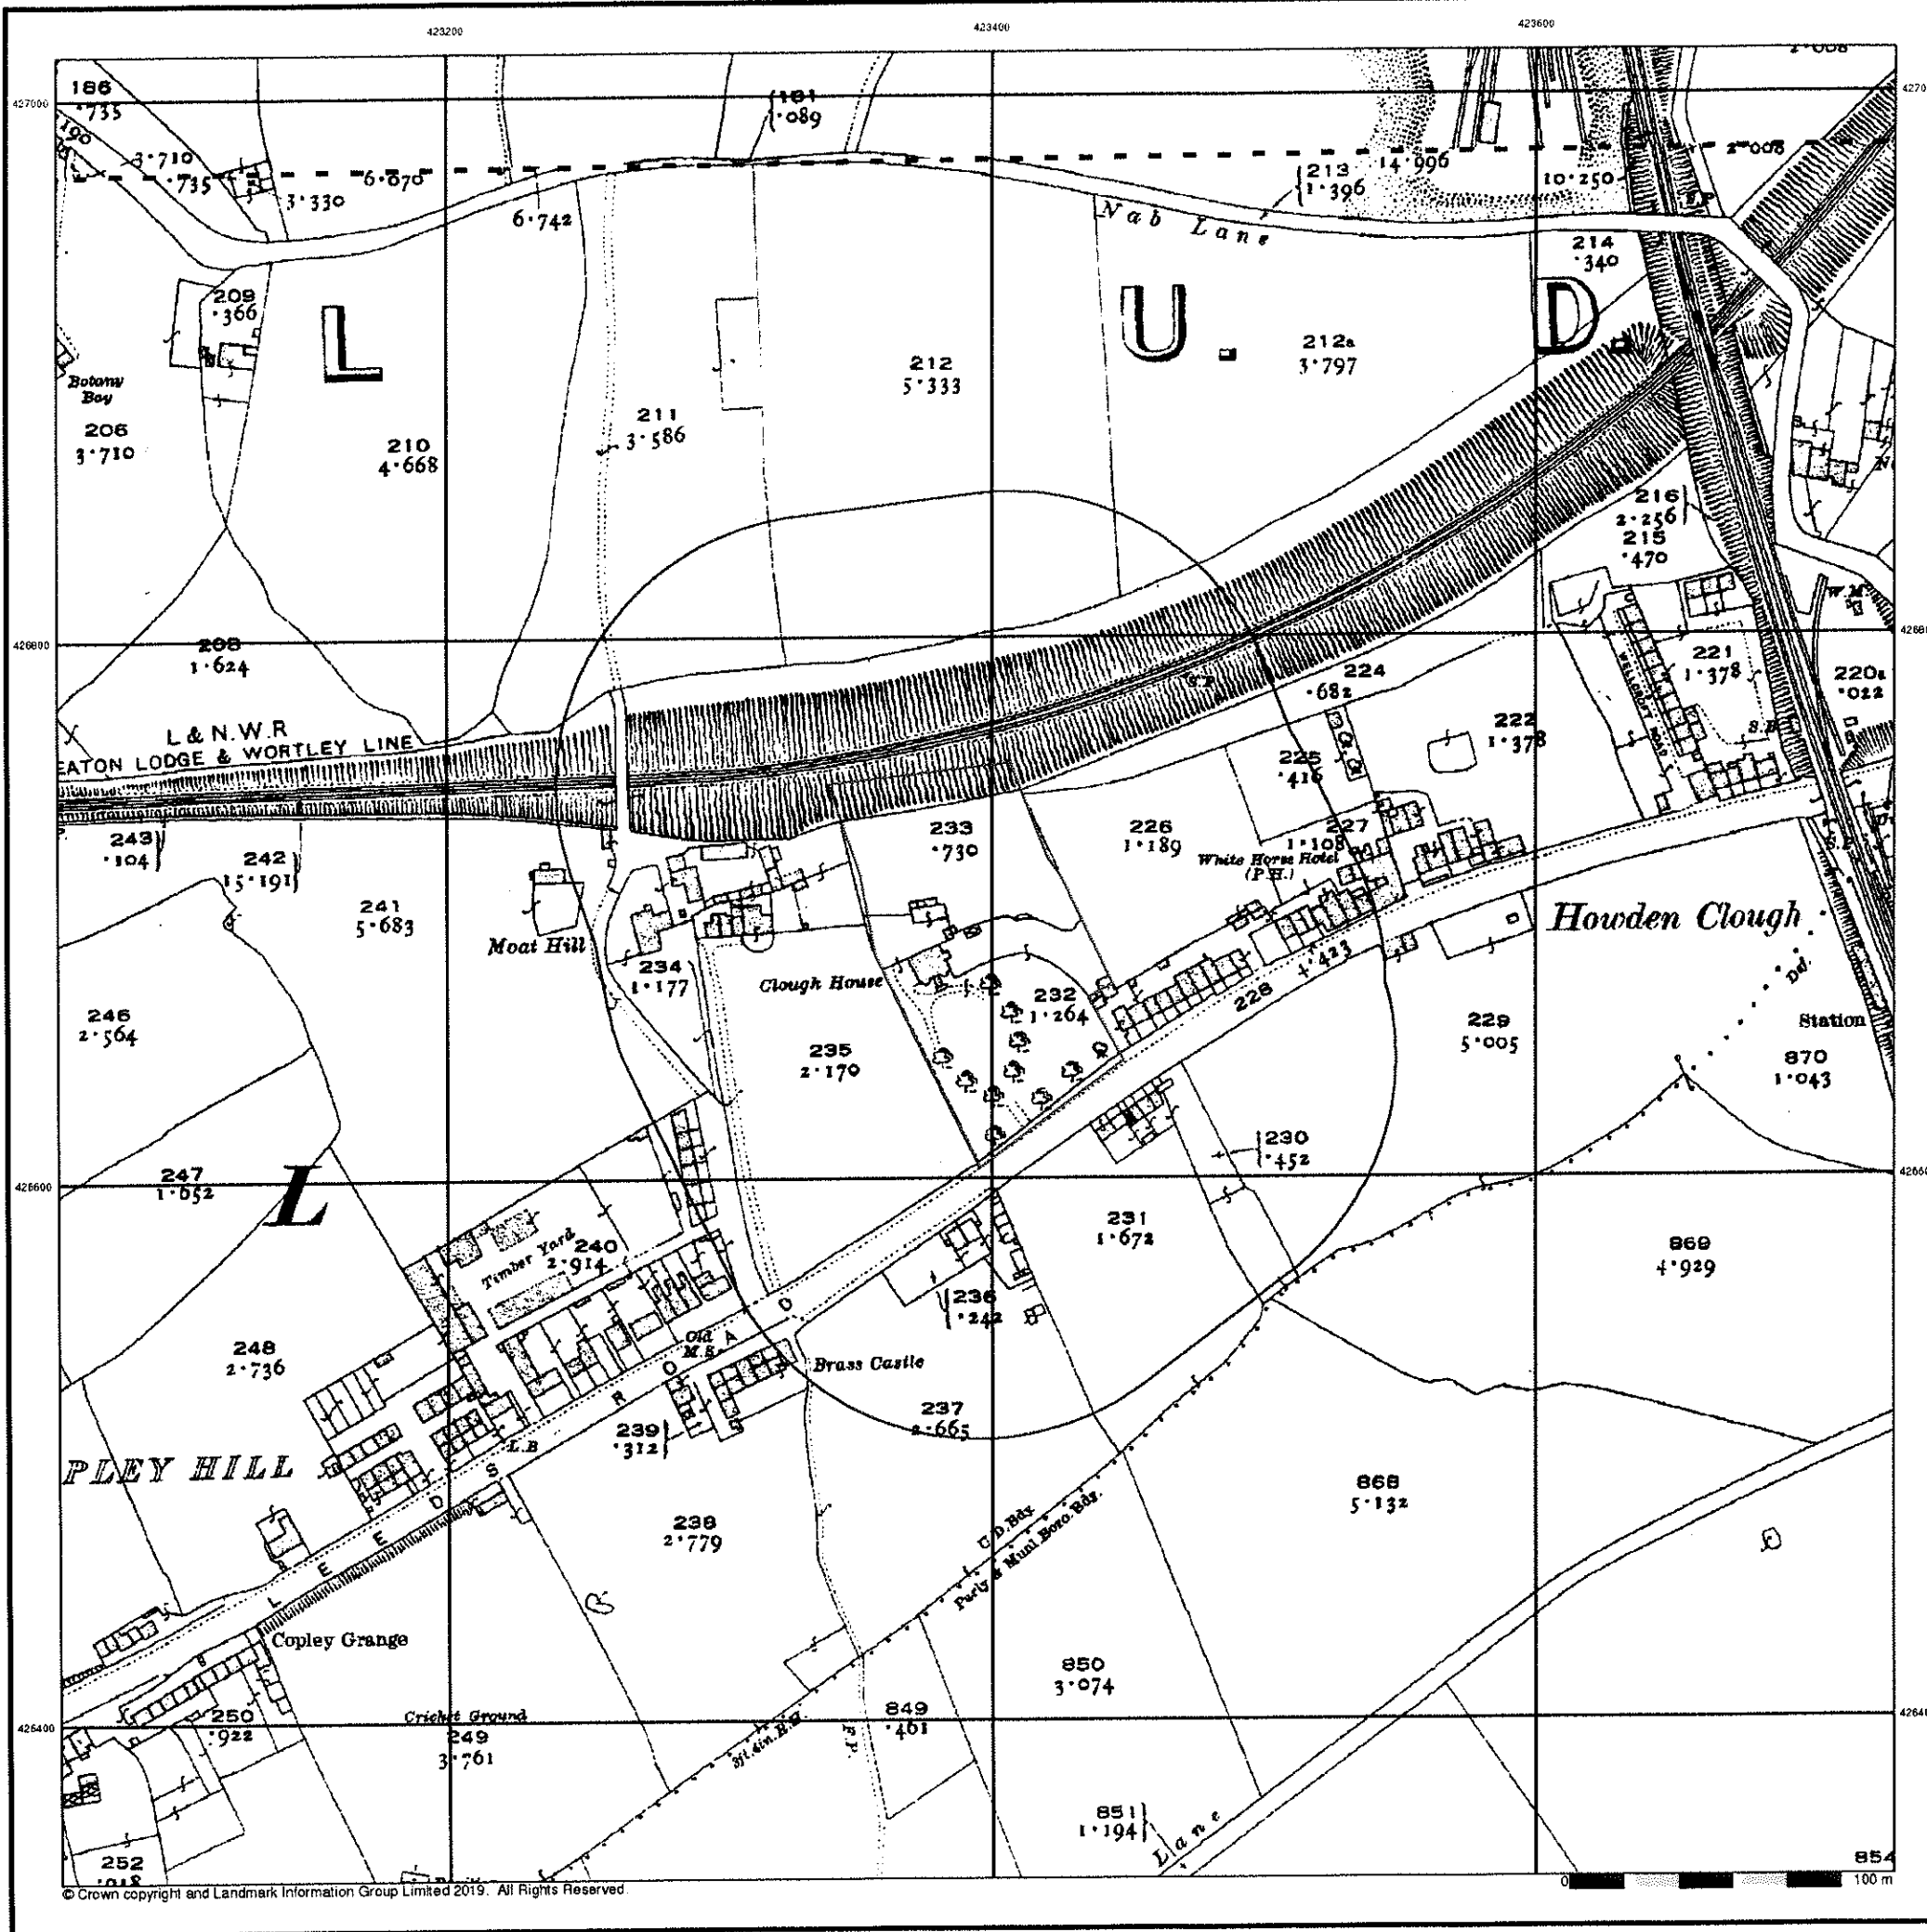 423200
423400
423600
427000
186
·735
190
3·710
·735
3·330
6·070
6·742
·089
213
1·396
14·996
10·250
2·008
2·008
S.P
Nab Lane
214
·340
209
·366
L
U.
D.
212a
3·797
212
5·333
211
3·586
Botany
Bay
206
3·710
210
4·668
216
2·256
215
·470
W.M
426800
208
1·624
221
1·378
220a
·022
WELLCROFT ROAD
S.B
224
·682
S.P
222
1·378
L & N.W.R
EATON LODGE & WORTLEY LINE
225
·416
243
·104
242
15·191
233
·730
226
1·189
227
1·108
White Horse Hotel
(P.H.)
S.P
241
5·683
Moat Hill
Howden Clough
4·423
234
1·177
Clough House
232
1·264
228
Def.
246
2·564
229
5·005
Station
235
2·170
870
1·043
230
·452
426600
247
1·652
L
231
1·672
Timber Yard
240
2·914
869
4·929
236
·242
Old
M.S.
248
2·736
Brass Castle
237
2·665
239
·312
L.B
PLEY HILL
LEEDS ROAD
868
5·132
238
2·779
U.D.Bdy.
Parly & Munl Boro. Bdy.
Copley Grange
850
3·074
250
·922
Cricket Ground
249
3·761
3ft. 4in. R.H.
F.P.
849
·461
426400
851
1·194
Lane
252
854
© Crown copyright and Landmark Information Group Limited 2019. All Rights Reserved.
0
100 m